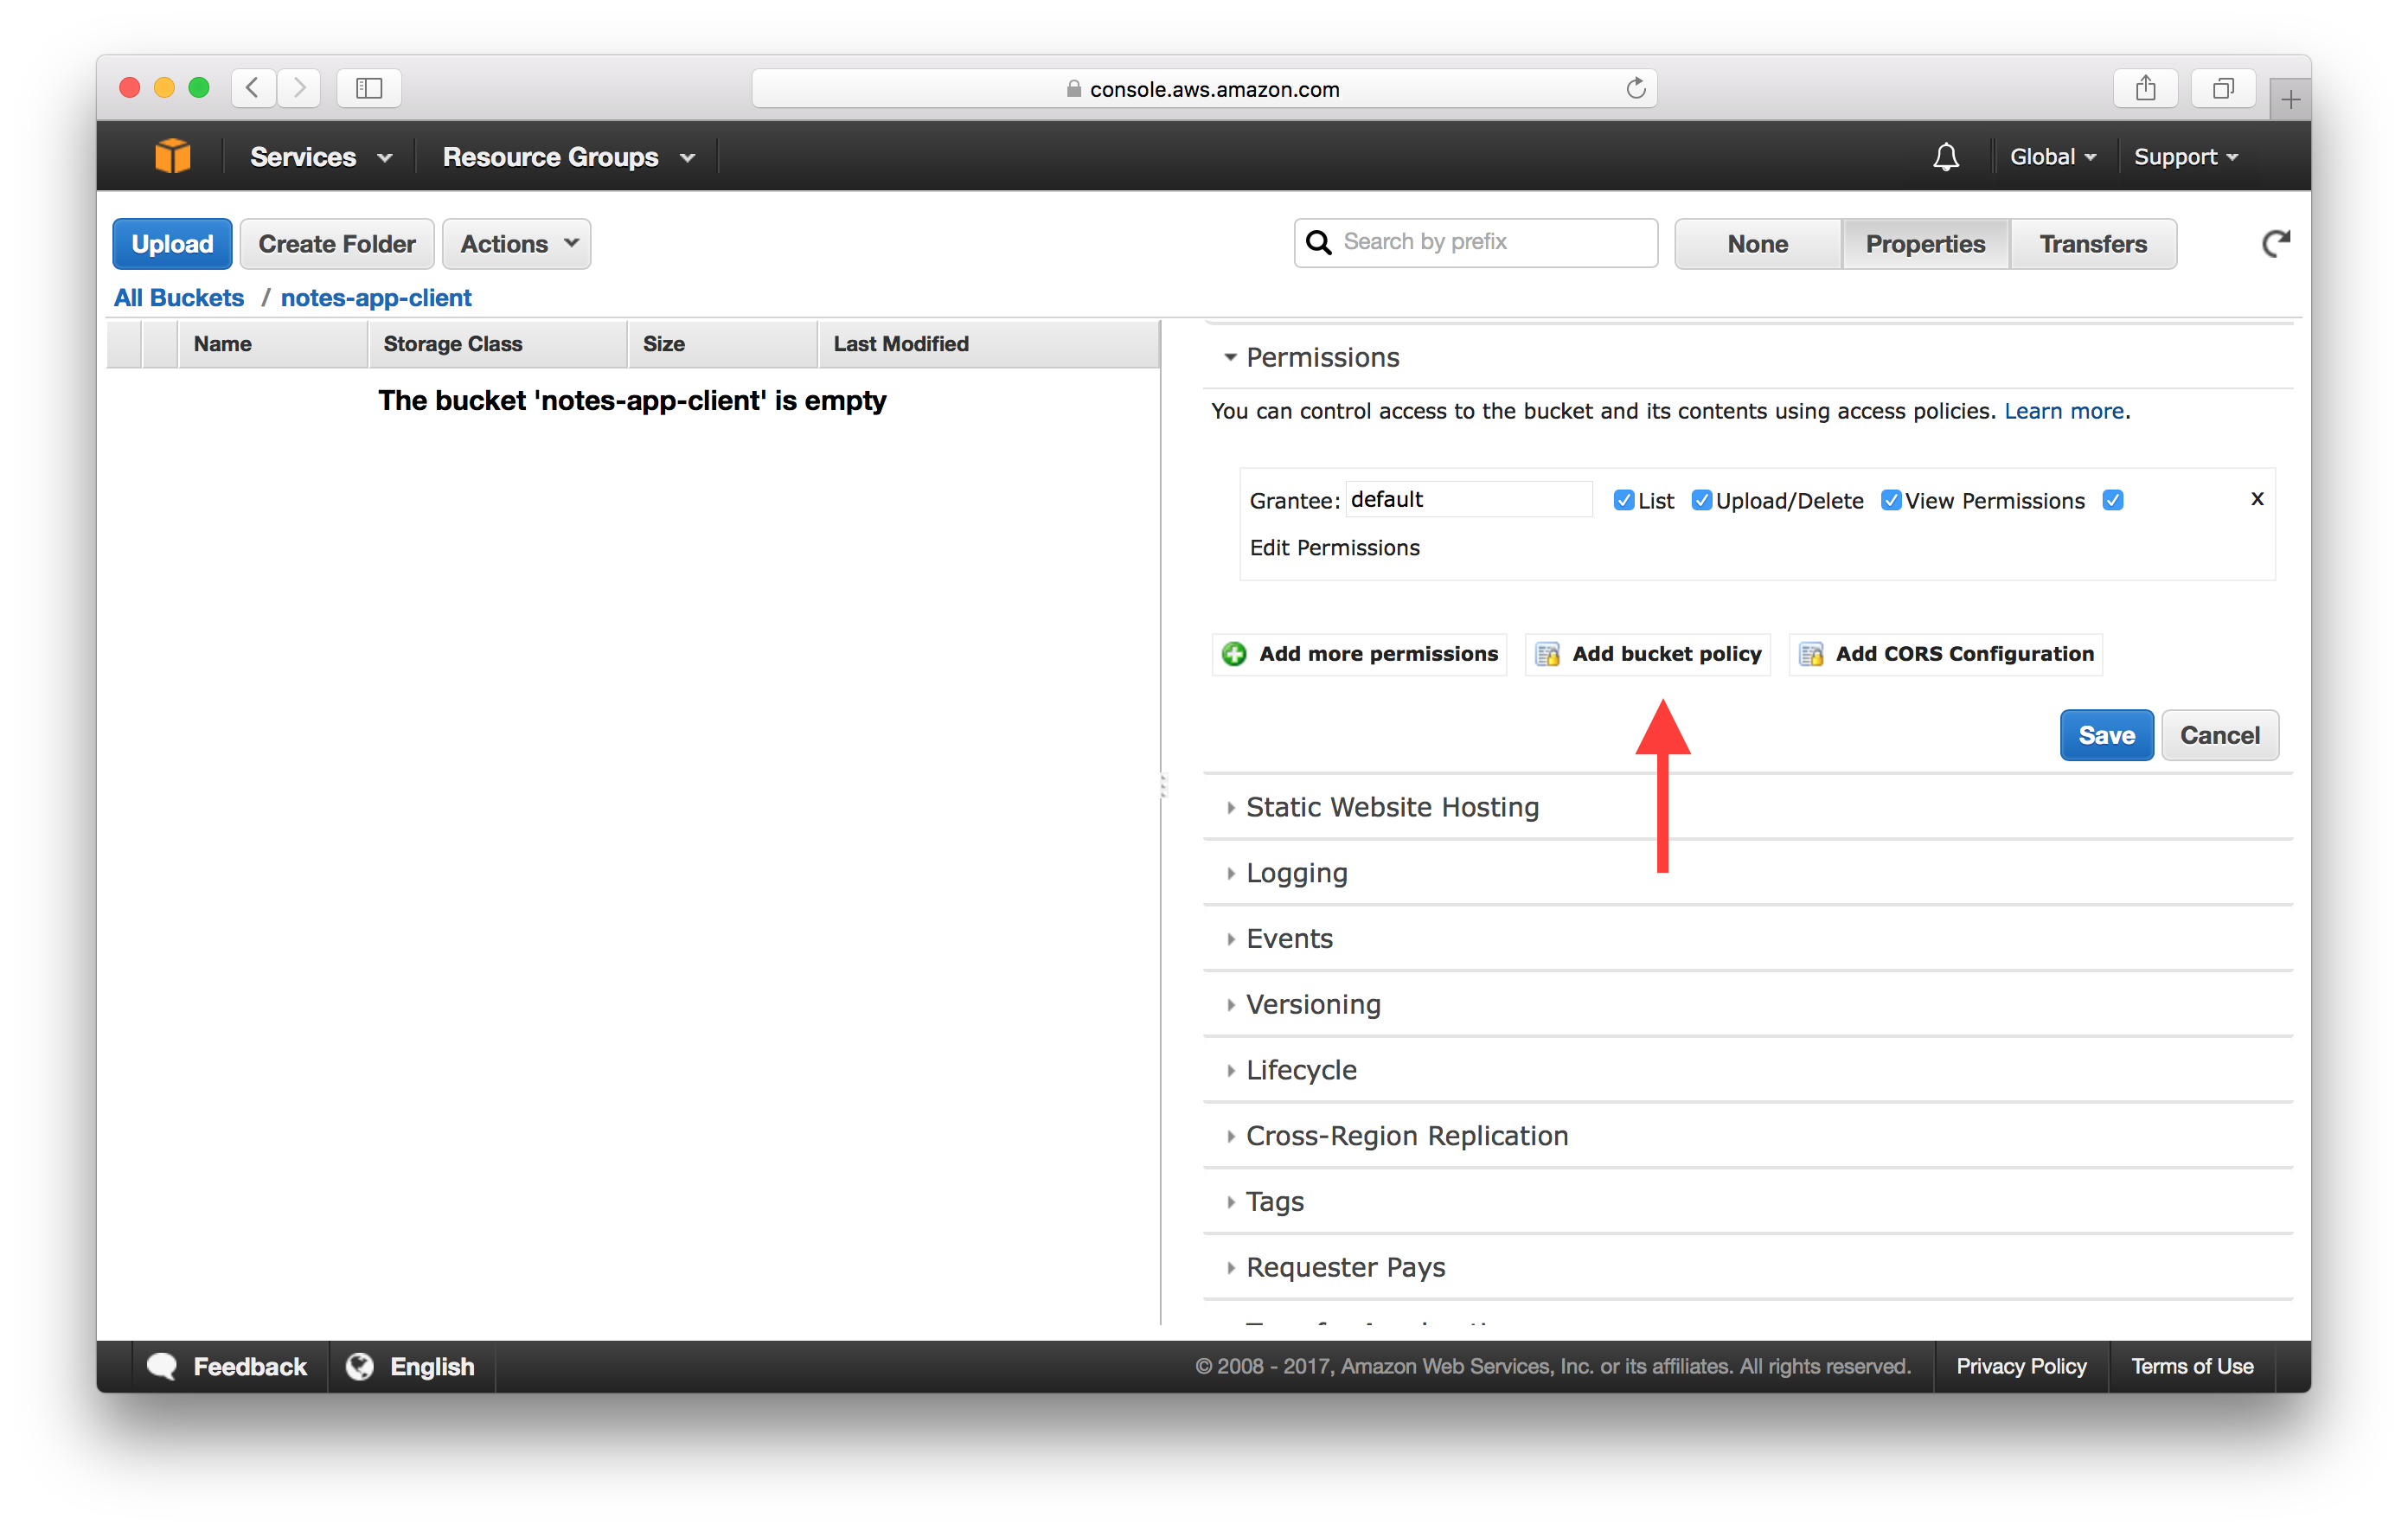 console.aws.amazon.com
Services Resource Groups Global Support
Upload Create Folder Actions Search by prefix None Properties Transfers
All Buckets / notes-app-client
Name Storage Class Size Last Modified
The bucket 'notes-app-client' is empty
Permissions
You can control access to the bucket and its contents using access policies. Learn more.
Grantee: default List Upload/Delete View Permissions x
Edit Permissions
Add more permissions Add bucket policy Add CORS Configuration
Save Cancel
Static Website Hosting
Logging
Events
Versioning
Lifecycle
Cross-Region Replication
Tags
Requester Pays
Feedback English © 2008 - 2017, Amazon Web Services, Inc. or its affiliates. All rights reserved. Privacy Policy Terms of Use